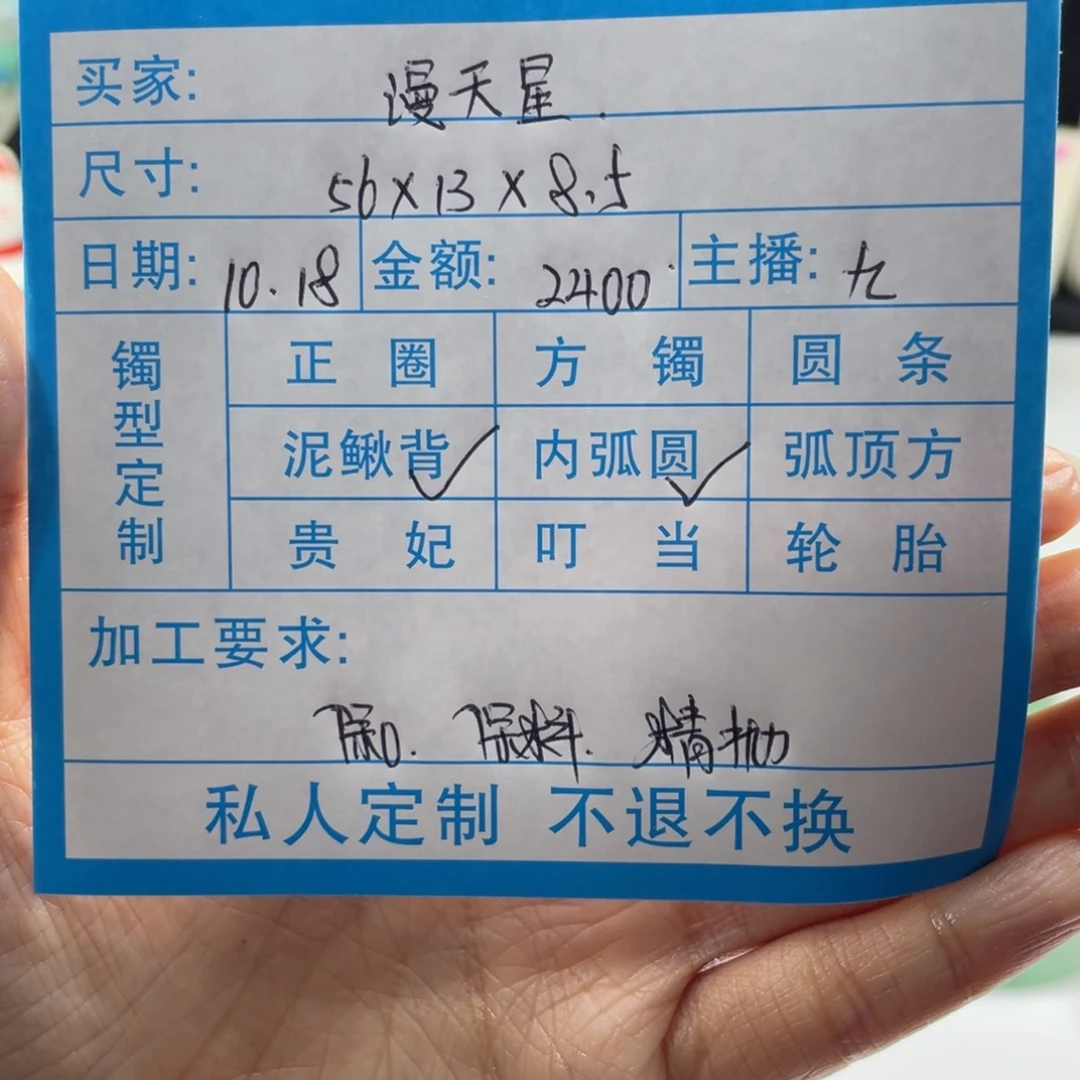 买家: 漫天星.
尺寸: 56×13×8.5
日期: 10.18 金额: 2400 主播: 九
镯型定制
正圈 方镯 圆条
泥鳅背✓ 内弧圆✓ 弧顶方
贵妃 叮当 轮胎
加工要求:
保料. 精抛
私人定制 不退不换